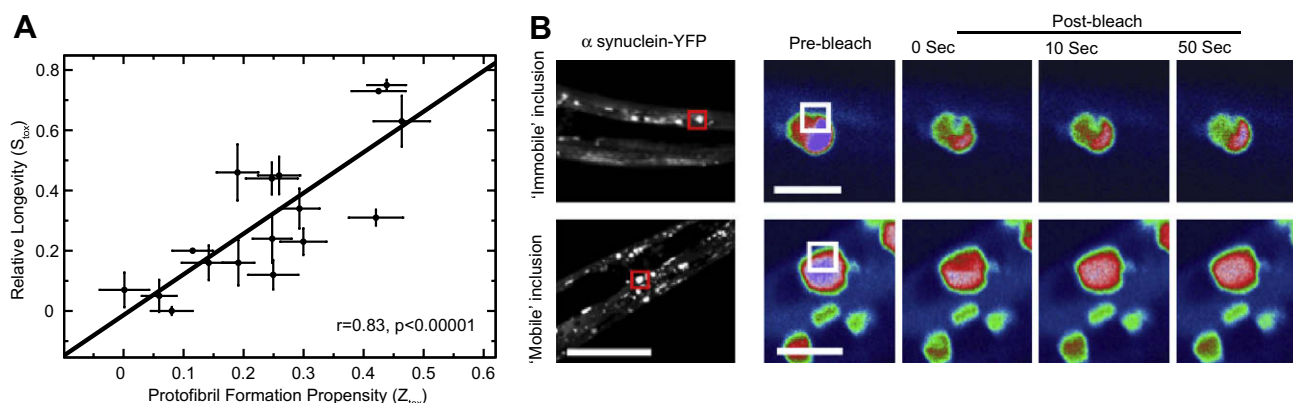 A
Relative Longevity (S_tox)
0.8
0.6
0.4
0.2
0
r=0.83, p<0.00001
0 0.1 0.2 0.3 0.4 0.5 0.6
Protofibril Formation Propensity (Z_tox)
B
α synuclein-YFP
Pre-bleach
Post-bleach
0 Sec 10 Sec 50 Sec
'Immobile' inclusion
'Mobile' inclusion